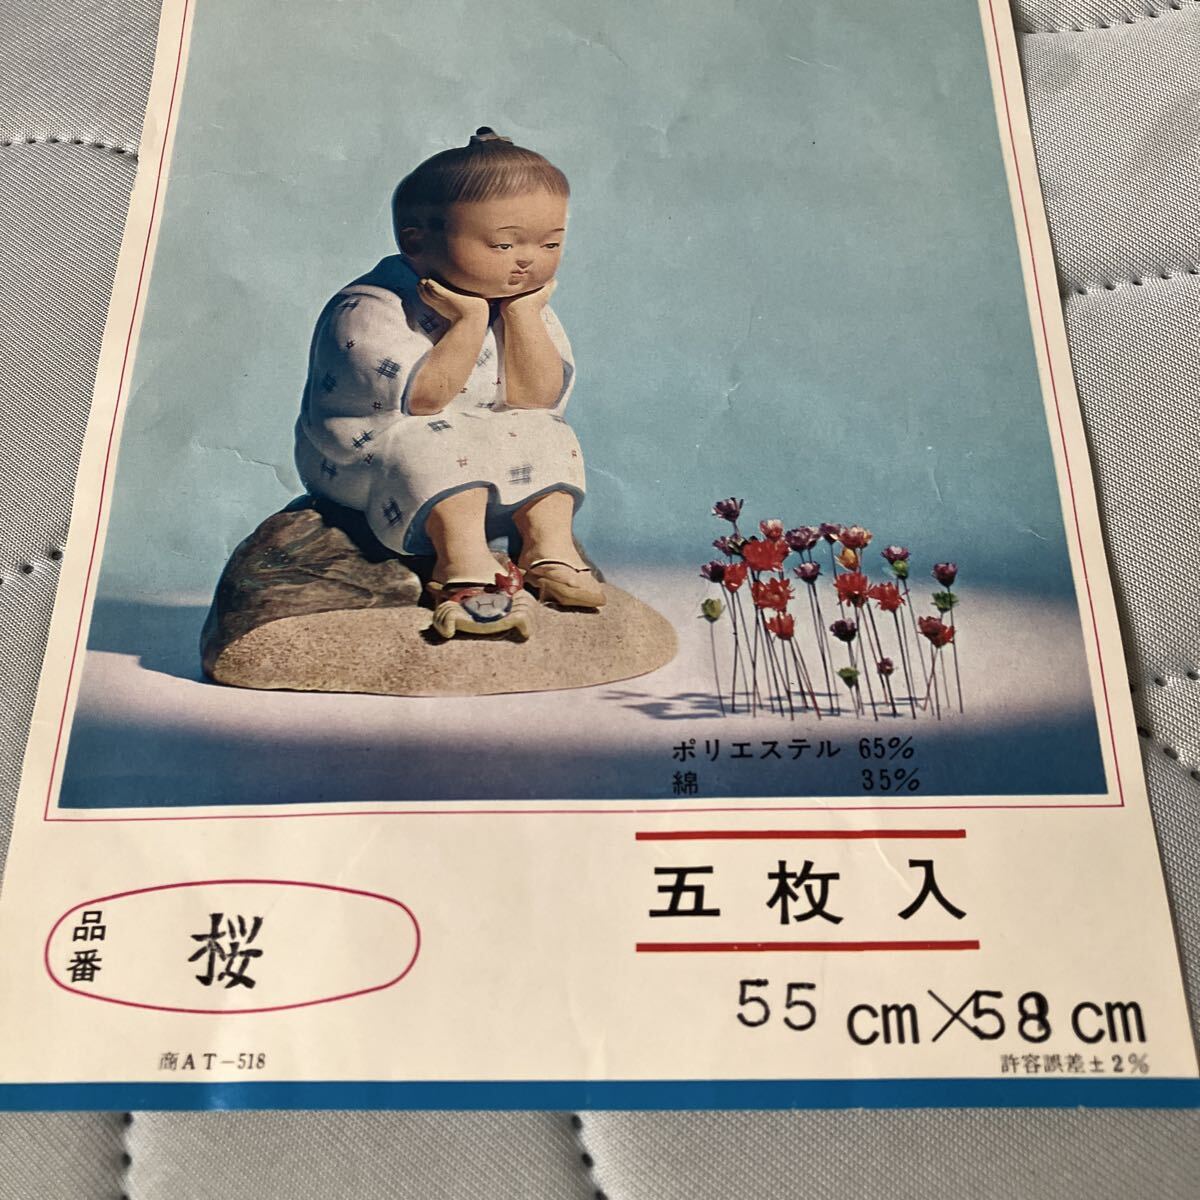 ポリエステル 65%
綿 35%
五枚入
品番 桜
55 cm×58 cm
商AT-518
許容誤差±2%